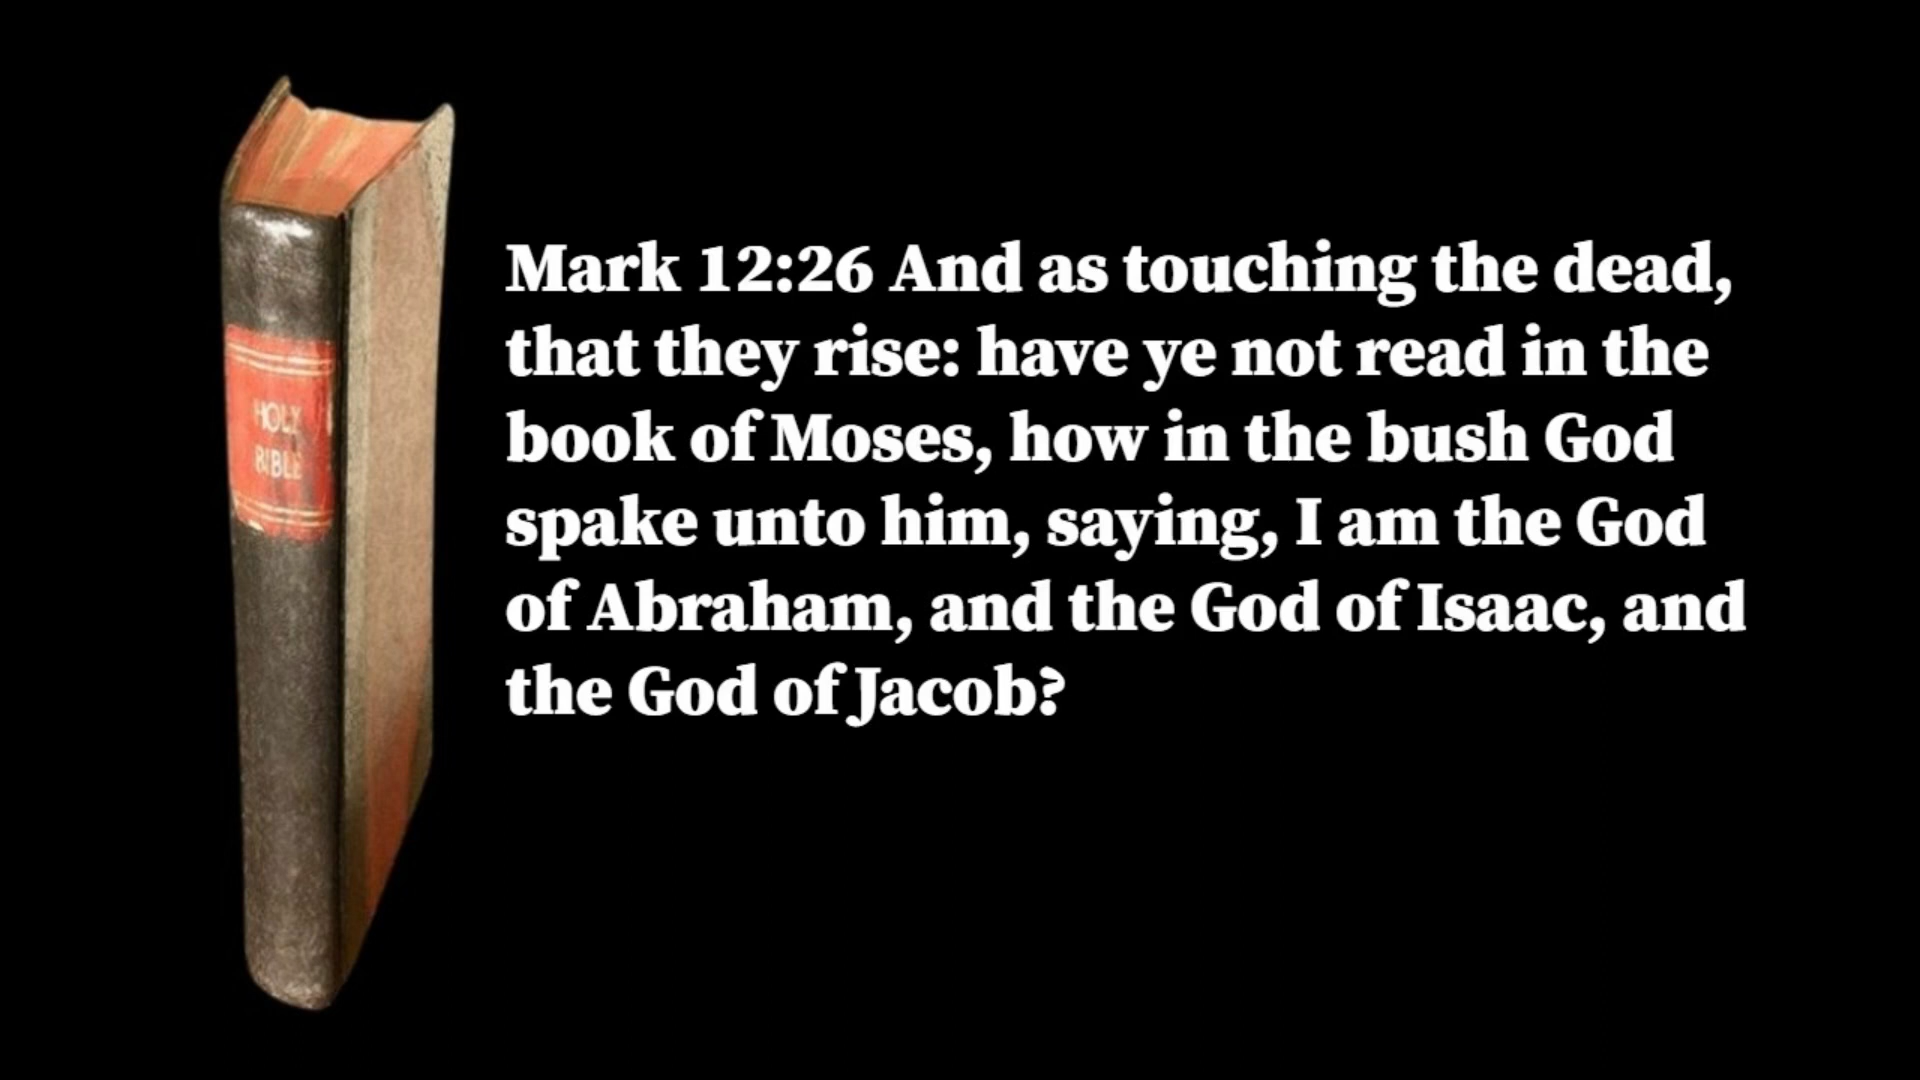 HOLY
BIBLE
Mark 12:26 And as touching the dead,
that they rise: have ye not read in the
book of Moses, how in the bush God
spake unto him, saying, I am the God
of Abraham, and the God of Isaac, and
the God of Jacob?